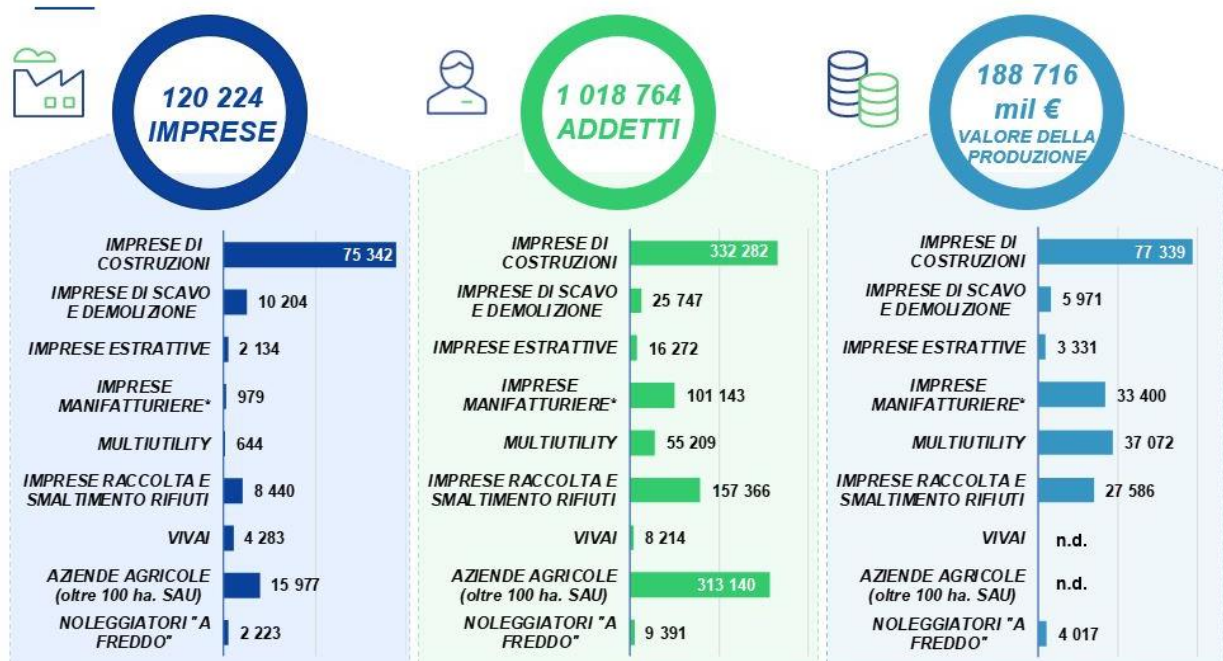 120 224
IMPRESE
IMPRESE DI
COSTRUZIONI
75 342
IMPRESE DI SCAVO
E DEMOLIZIONE
10 204
IMPRESE ESTRATTIVE
2 134
IMPRESE
MANIFATTURIERE*
979
MULTIUTILITY
644
IMPRESE RACCOLTA E
SMALTIMENTO RIFIUTI
8 440
VIVAI
4 283
AZIENDE AGRICOLE
(oltre 100 ha. SAU)
15 977
NOLEGGIATORI "A
FREDDO"
2 223
1 018 764
ADDETTI
IMPRESE DI
COSTRUZIONI
332 282
IMPRESE DI SCAVO
E DEMOLIZIONE
25 747
IMPRESE ESTRATTIVE
16 272
IMPRESE
MANIFATTURIERE*
101 143
MULTIUTILITY
55 209
IMPRESE RACCOLTA E
SMALTIMENTO RIFIUTI
157 366
VIVAI
8 214
AZIENDE AGRICOLE
(oltre 100 ha. SAU)
313 140
NOLEGGIATORI "A
FREDDO"
9 391
188 716
mil €
VALORE DELLA
PRODUZIONE
IMPRESE DI
COSTRUZIONI
77 339
IMPRESE DI SCAVO
E DEMOLIZIONE
5 971
IMPRESE ESTRATTIVE
3 331
IMPRESE
MANIFATTURIERE*
33 400
MULTIUTILITY
37 072
IMPRESE RACCOLTA E
SMALTIMENTO RIFIUTI
27 586
VIVAI
n.d.
AZIENDE AGRICOLE
(oltre 100 ha. SAU)
n.d.
NOLEGGIATORI "A
FREDDO"
4 017